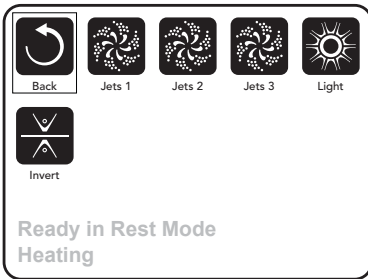 Back Jets 1 Jets 2 Jets 3 Light
Invert
Ready in Rest Mode
Heating